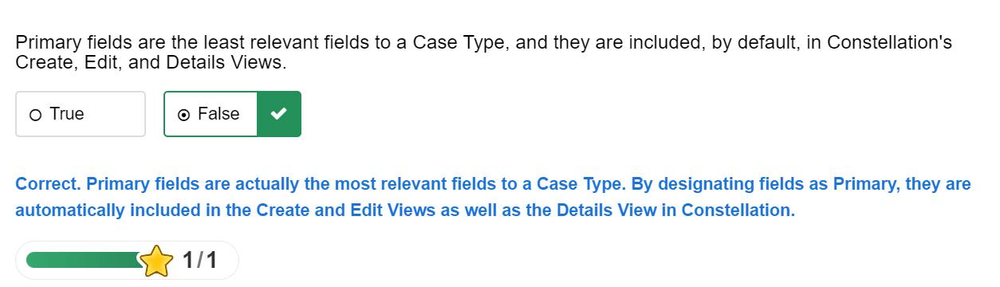 Primary fields are the least relevant fields to a Case Type, and they are included, by default, in Constellation's
Create, Edit, and Details Views.
True
False
Correct. Primary fields are actually the most relevant fields to a Case Type. By designating fields as Primary, they are
automatically included in the Create and Edit Views as well as the Details View in Constellation.
1/1